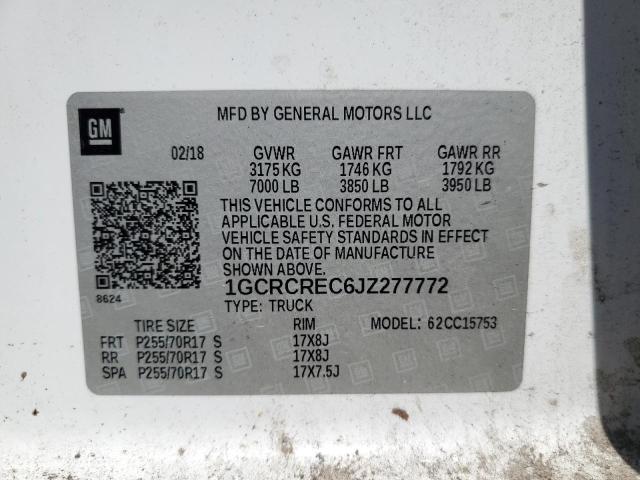 GM
MFD BY GENERAL MOTORS LLC
02/18 GVWR GAWR FRT GAWR RR
3175 KG 1746 KG 1792 KG
7000 LB 3850 LB 3950 LB
THIS VEHICLE CONFORMS TO ALL
APPLICABLE U.S. FEDERAL MOTOR
VEHICLE SAFETY STANDARDS IN EFFECT
ON THE DATE OF MANUFACTURE
SHOWN ABOVE.
8624
1GCRCREC6JZ277772
TYPE: TRUCK
TIRE SIZE RIM MODEL: 62CC15753
FRT P255/70R17 S 17X8J
RR P255/70R17 S 17X8J
SPA P255/70R17 S 17X7.5J